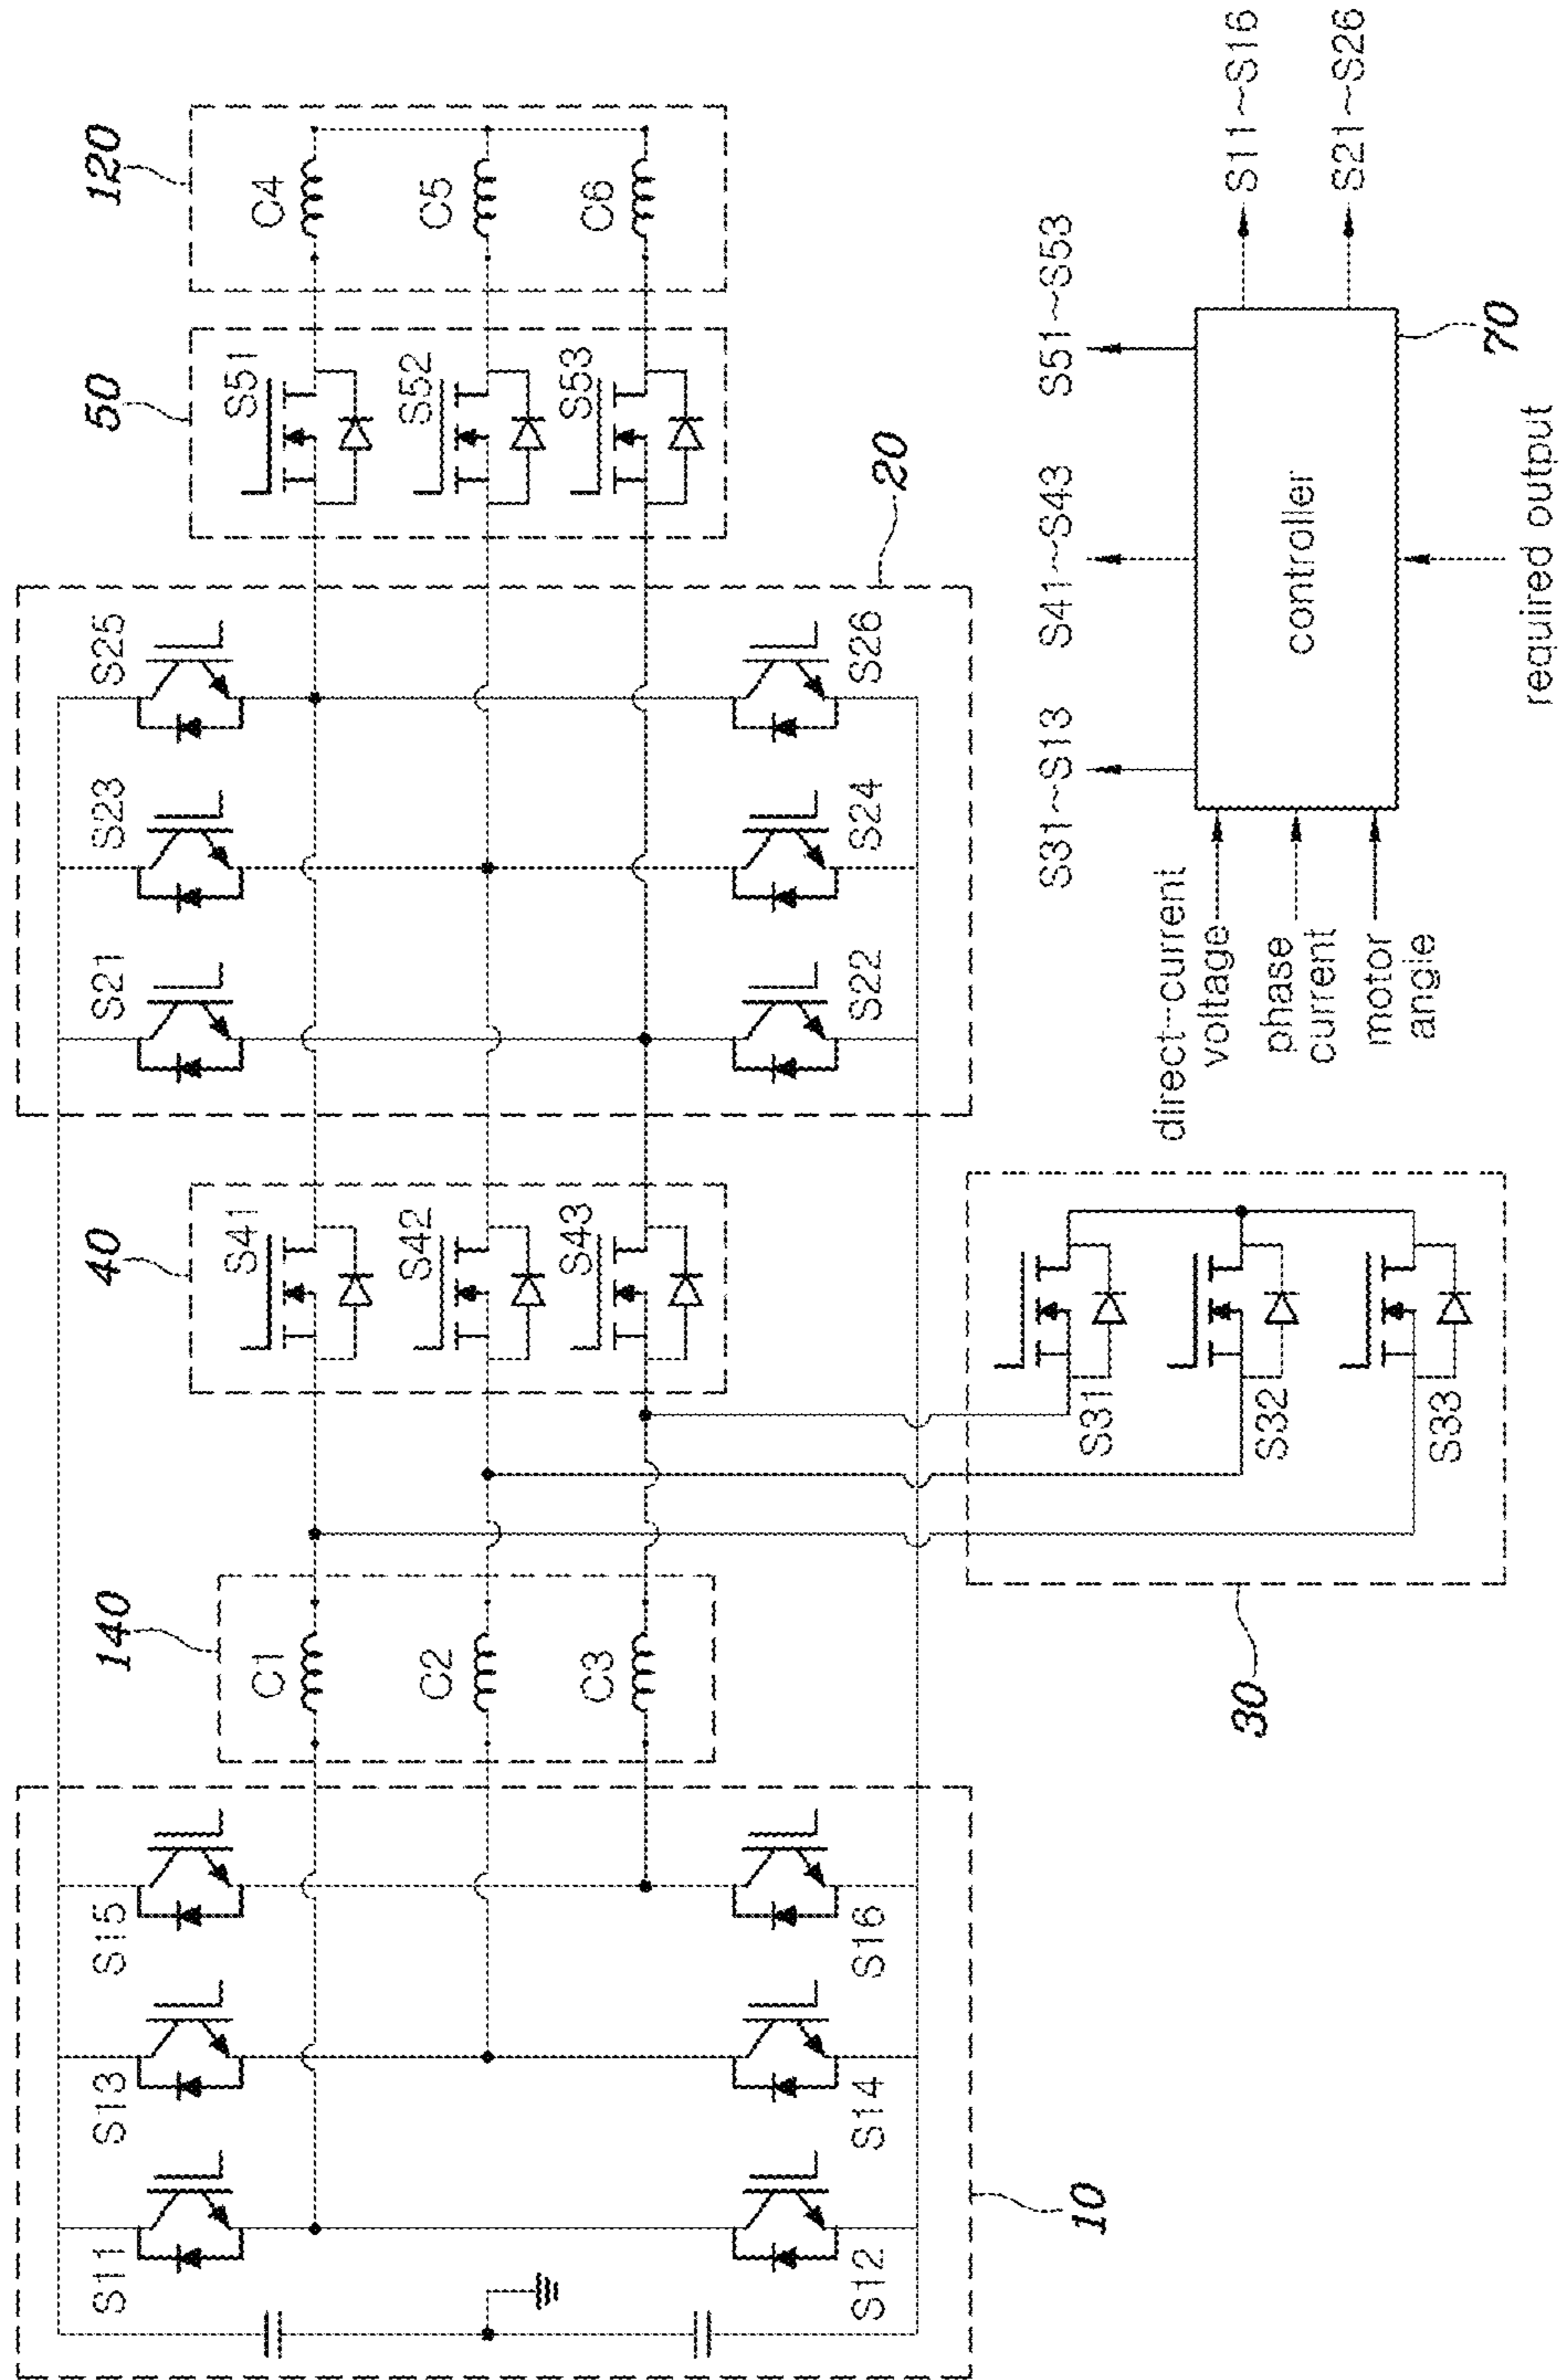 10
S11
S13
S15
S12
S14
S16
140
C1
C2
C3
40
S41
S42
S43
20
S21
S23
S25
S22
S24
S26
50
S51
S52
S53
120
C4
C5
C6
30
S31
S32
S33
S31~S13
S41~S43
S51~S53
direct-current
voltage
phase
current
motor
angle
controller
S11~S16
S21~S26
70
required output